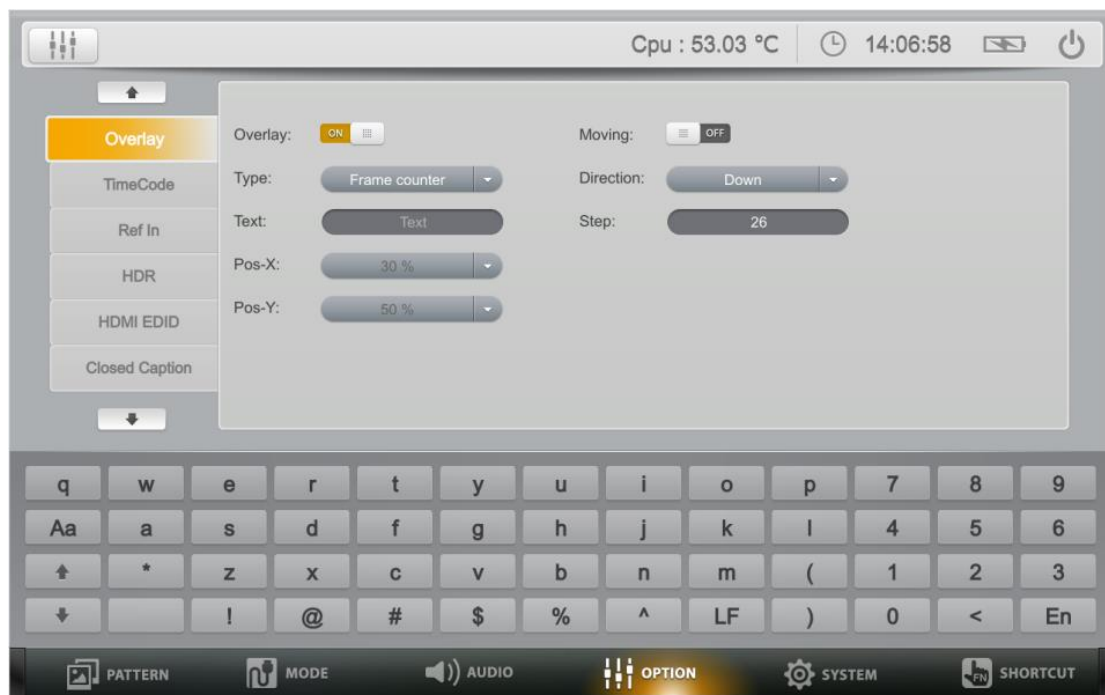 Cpu : 53.03 °C 14:06:58
Overlay
TimeCode
Ref In
HDR
HDMI EDID
Closed Caption
Overlay: ON Moving: OFF
Type: Frame counter Direction: Down
Text: Text Step: 26
Pos-X: 30 %
Pos-Y: 50 %
q w e r t y u i o p 7 8 9
Aa a s d f g h j k l 4 5 6
* z x c v b n m ( 1 2 3
! @ # $ % ^ LF ) 0 < En
PATTERN MODE AUDIO OPTION SYSTEM FN SHORTCUT